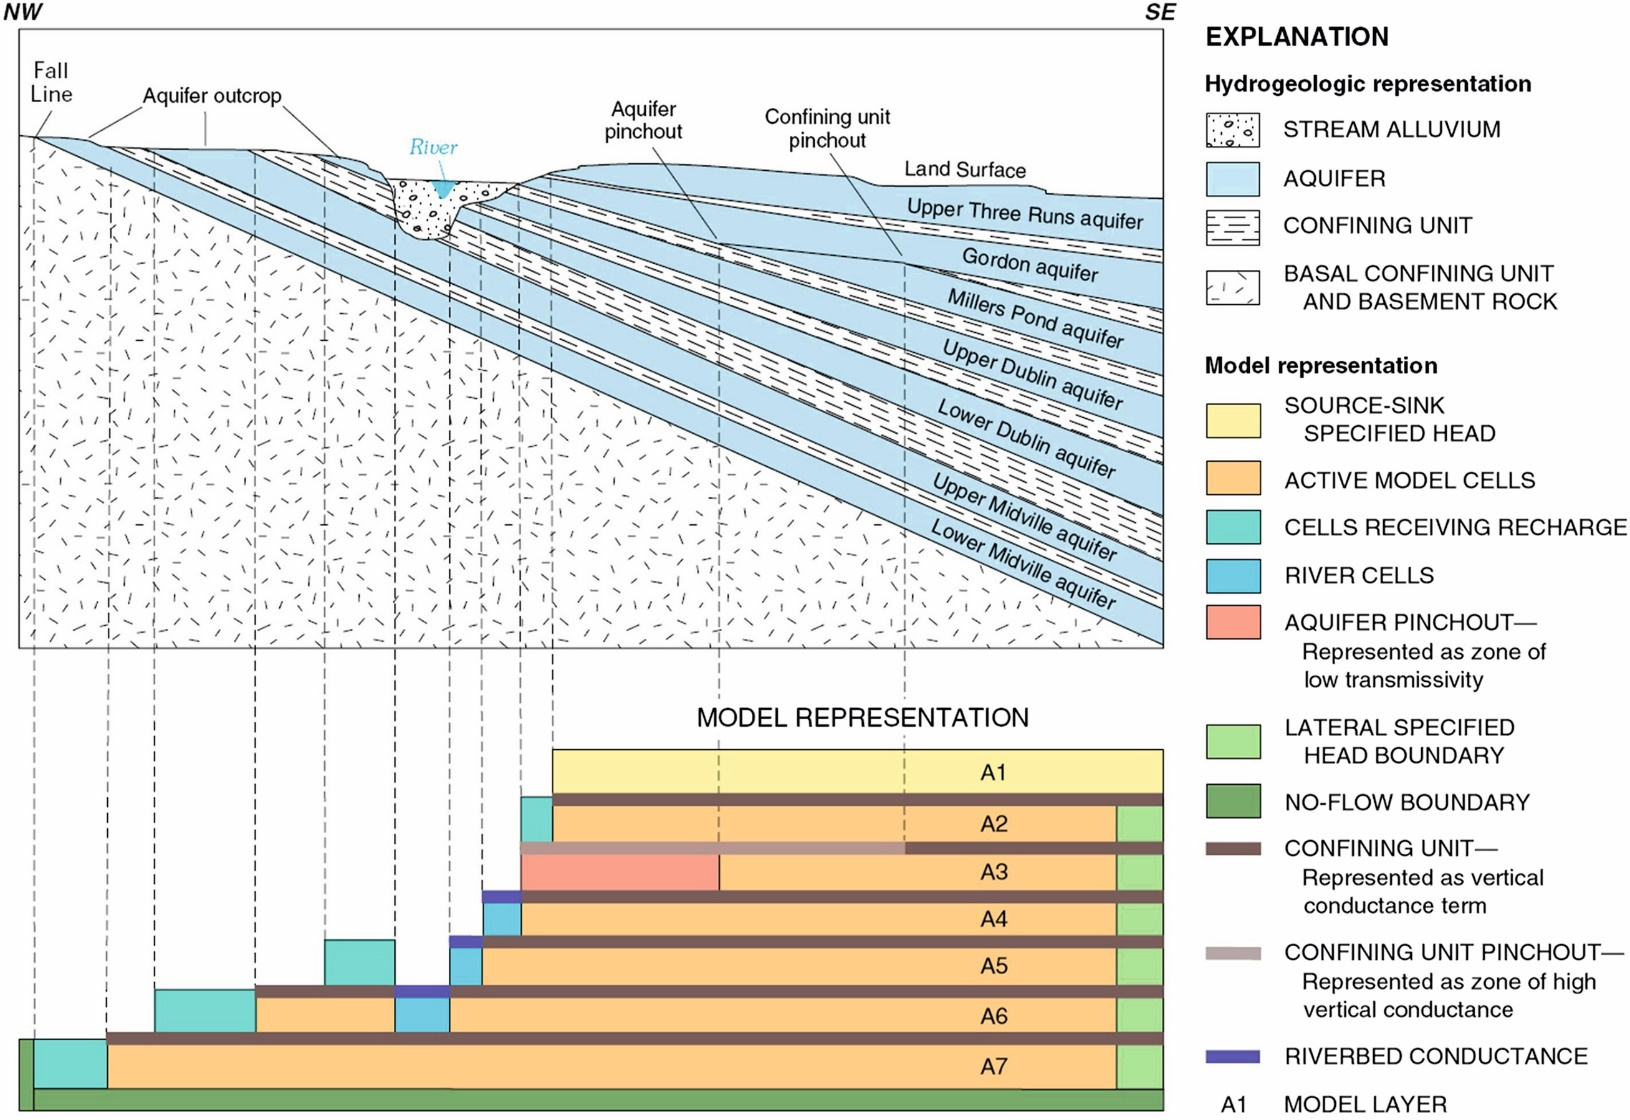 NW
SE
Fall
Line
Aquifer outcrop
River
Aquifer
pinchout
Confining unit
pinchout
Land Surface
Upper Three Runs aquifer
Gordon aquifer
Millers Pond aquifer
Upper Dublin aquifer
Lower Dublin aquifer
Upper Midville aquifer
Lower Midville aquifer
MODEL REPRESENTATION
A1
A2
A3
A4
A5
A6
A7
EXPLANATION
Hydrogeologic representation
STREAM ALLUVIUM
AQUIFER
CONFINING UNIT
BASAL CONFINING UNIT
AND BASEMENT ROCK
Model representation
SOURCE-SINK
SPECIFIED HEAD
ACTIVE MODEL CELLS
CELLS RECEIVING RECHARGE
RIVER CELLS
AQUIFER PINCHOUT—
Represented as zone of
low transmissivity
LATERAL SPECIFIED
HEAD BOUNDARY
NO-FLOW BOUNDARY
CONFINING UNIT—
Represented as vertical
conductance term
CONFINING UNIT PINCHOUT—
Represented as zone of high
vertical conductance
RIVERBED CONDUCTANCE
A1 MODEL LAYER